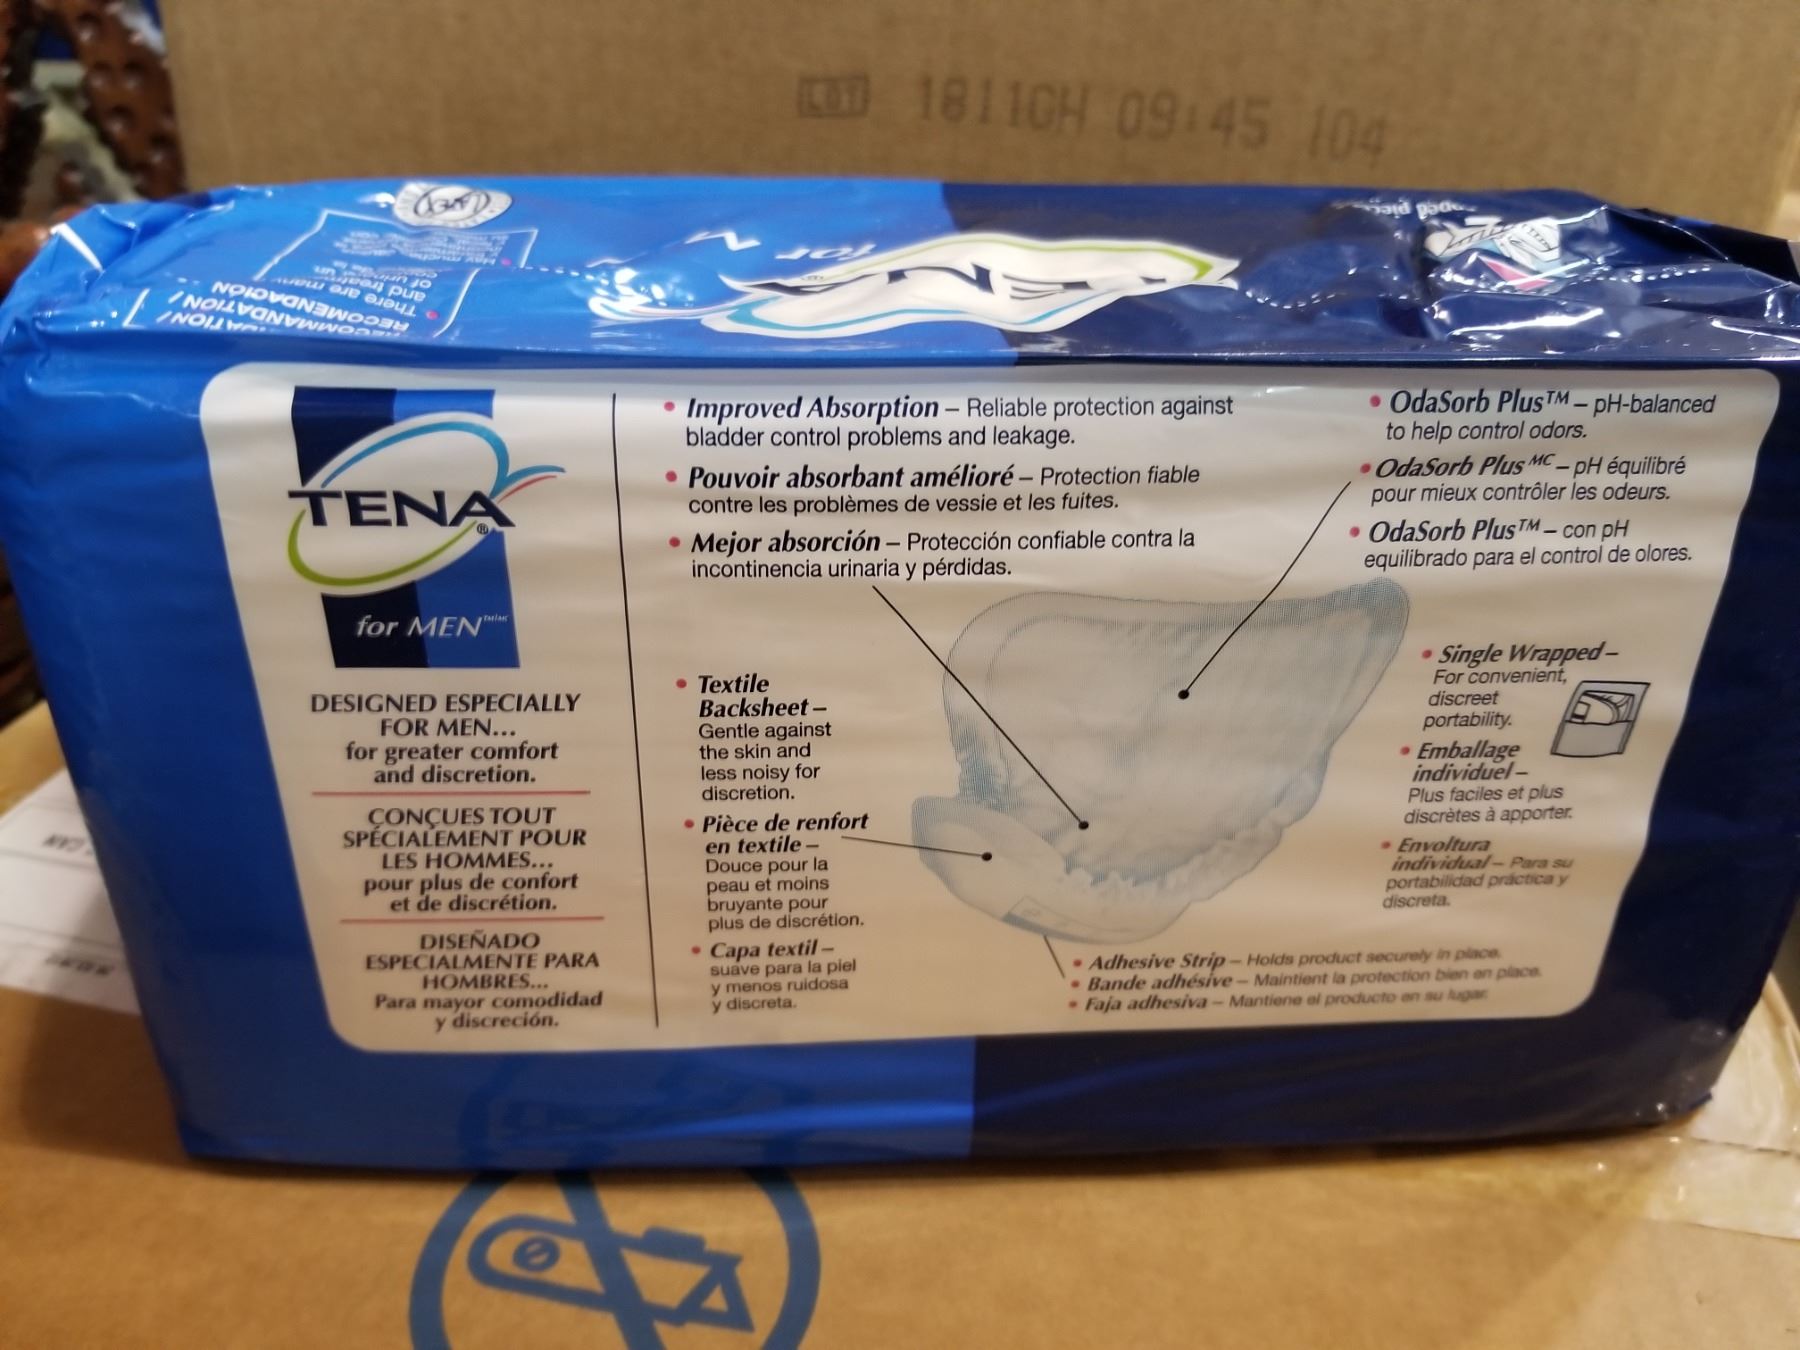 LOT 1811GH 09:45 104
RECOMMANDATION /
RECOMENDACIÓN
There are many
TENA
for M
TENA®
for MEN™/MC
DESIGNED ESPECIALLY
FOR MEN...
for greater comfort
and discretion.
CONÇUES TOUT
SPÉCIALEMENT POUR
LES HOMMES...
pour plus de confort
et de discrétion.
DISEÑADO
ESPECIALMENTE PARA
HOMBRES...
Para mayor comodidad
y discreción.
• Improved Absorption – Reliable protection against
bladder control problems and leakage.
• Pouvoir absorbant amélioré – Protection fiable
contre les problèmes de vessie et les fuites.
• Mejor absorción – Protección confiable contra la
incontinencia urinaria y pérdidas.
• Textile
Backsheet –
Gentle against
the skin and
less noisy for
discretion.
• Pièce de renfort
en textile –
Douce pour la
peau et moins
bruyante pour
plus de discrétion.
• Capa textil –
suave para la piel
y menos ruidosa
y discreta.
• OdaSorb Plus™ – pH-balanced
to help control odors.
• OdaSorb Plus MC – pH équilibré
pour mieux contrôler les odeurs.
• OdaSorb Plus™ – con pH
equilibrado para el control de olores.
• Single Wrapped –
For convenient,
discreet
portability.
• Emballage
individuel –
Plus faciles et plus
discrètes à apporter.
• Envoltura
individual – Para su
portabilidad práctica y
discreta.
• Adhesive Strip – Holds product securely in place.
• Bande adhésive – Maintient la protection bien en place.
• Faja adhesiva – Mantiene el producto en su lugar.